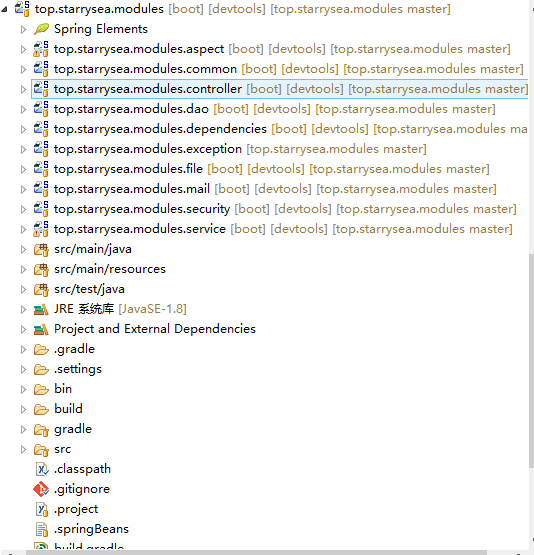 top.starrysea.modules [boot] [devtools] [top.starrysea.modules master]
Spring Elements
top.starrysea.modules.aspect [boot] [devtools] [top.starrysea.modules master]
top.starrysea.modules.common [boot] [devtools] [top.starrysea.modules master]
top.starrysea.modules.controller [boot] [devtools] [top.starrysea.modules master]
top.starrysea.modules.dao [boot] [devtools] [top.starrysea.modules master]
top.starrysea.modules.dependencies [boot] [devtools] [top.starrysea.modules ma
top.starrysea.modules.exception [top.starrysea.modules master]
top.starrysea.modules.file [boot] [devtools] [top.starrysea.modules master]
top.starrysea.modules.mail [boot] [devtools] [top.starrysea.modules master]
top.starrysea.modules.security [boot] [devtools] [top.starrysea.modules master]
top.starrysea.modules.service [boot] [devtools] [top.starrysea.modules master]
src/main/java
src/main/resources
src/test/java
JRE 系统库 [JavaSE-1.8]
Project and External Dependencies
.gradle
.settings
bin
build
gradle
src
.classpath
.gitignore
.project
.springBeans
build.gradle